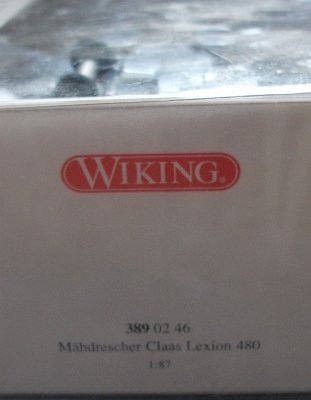 WIKING®
389 02 46
Mähdrescher Claas Lexion 480
1:87